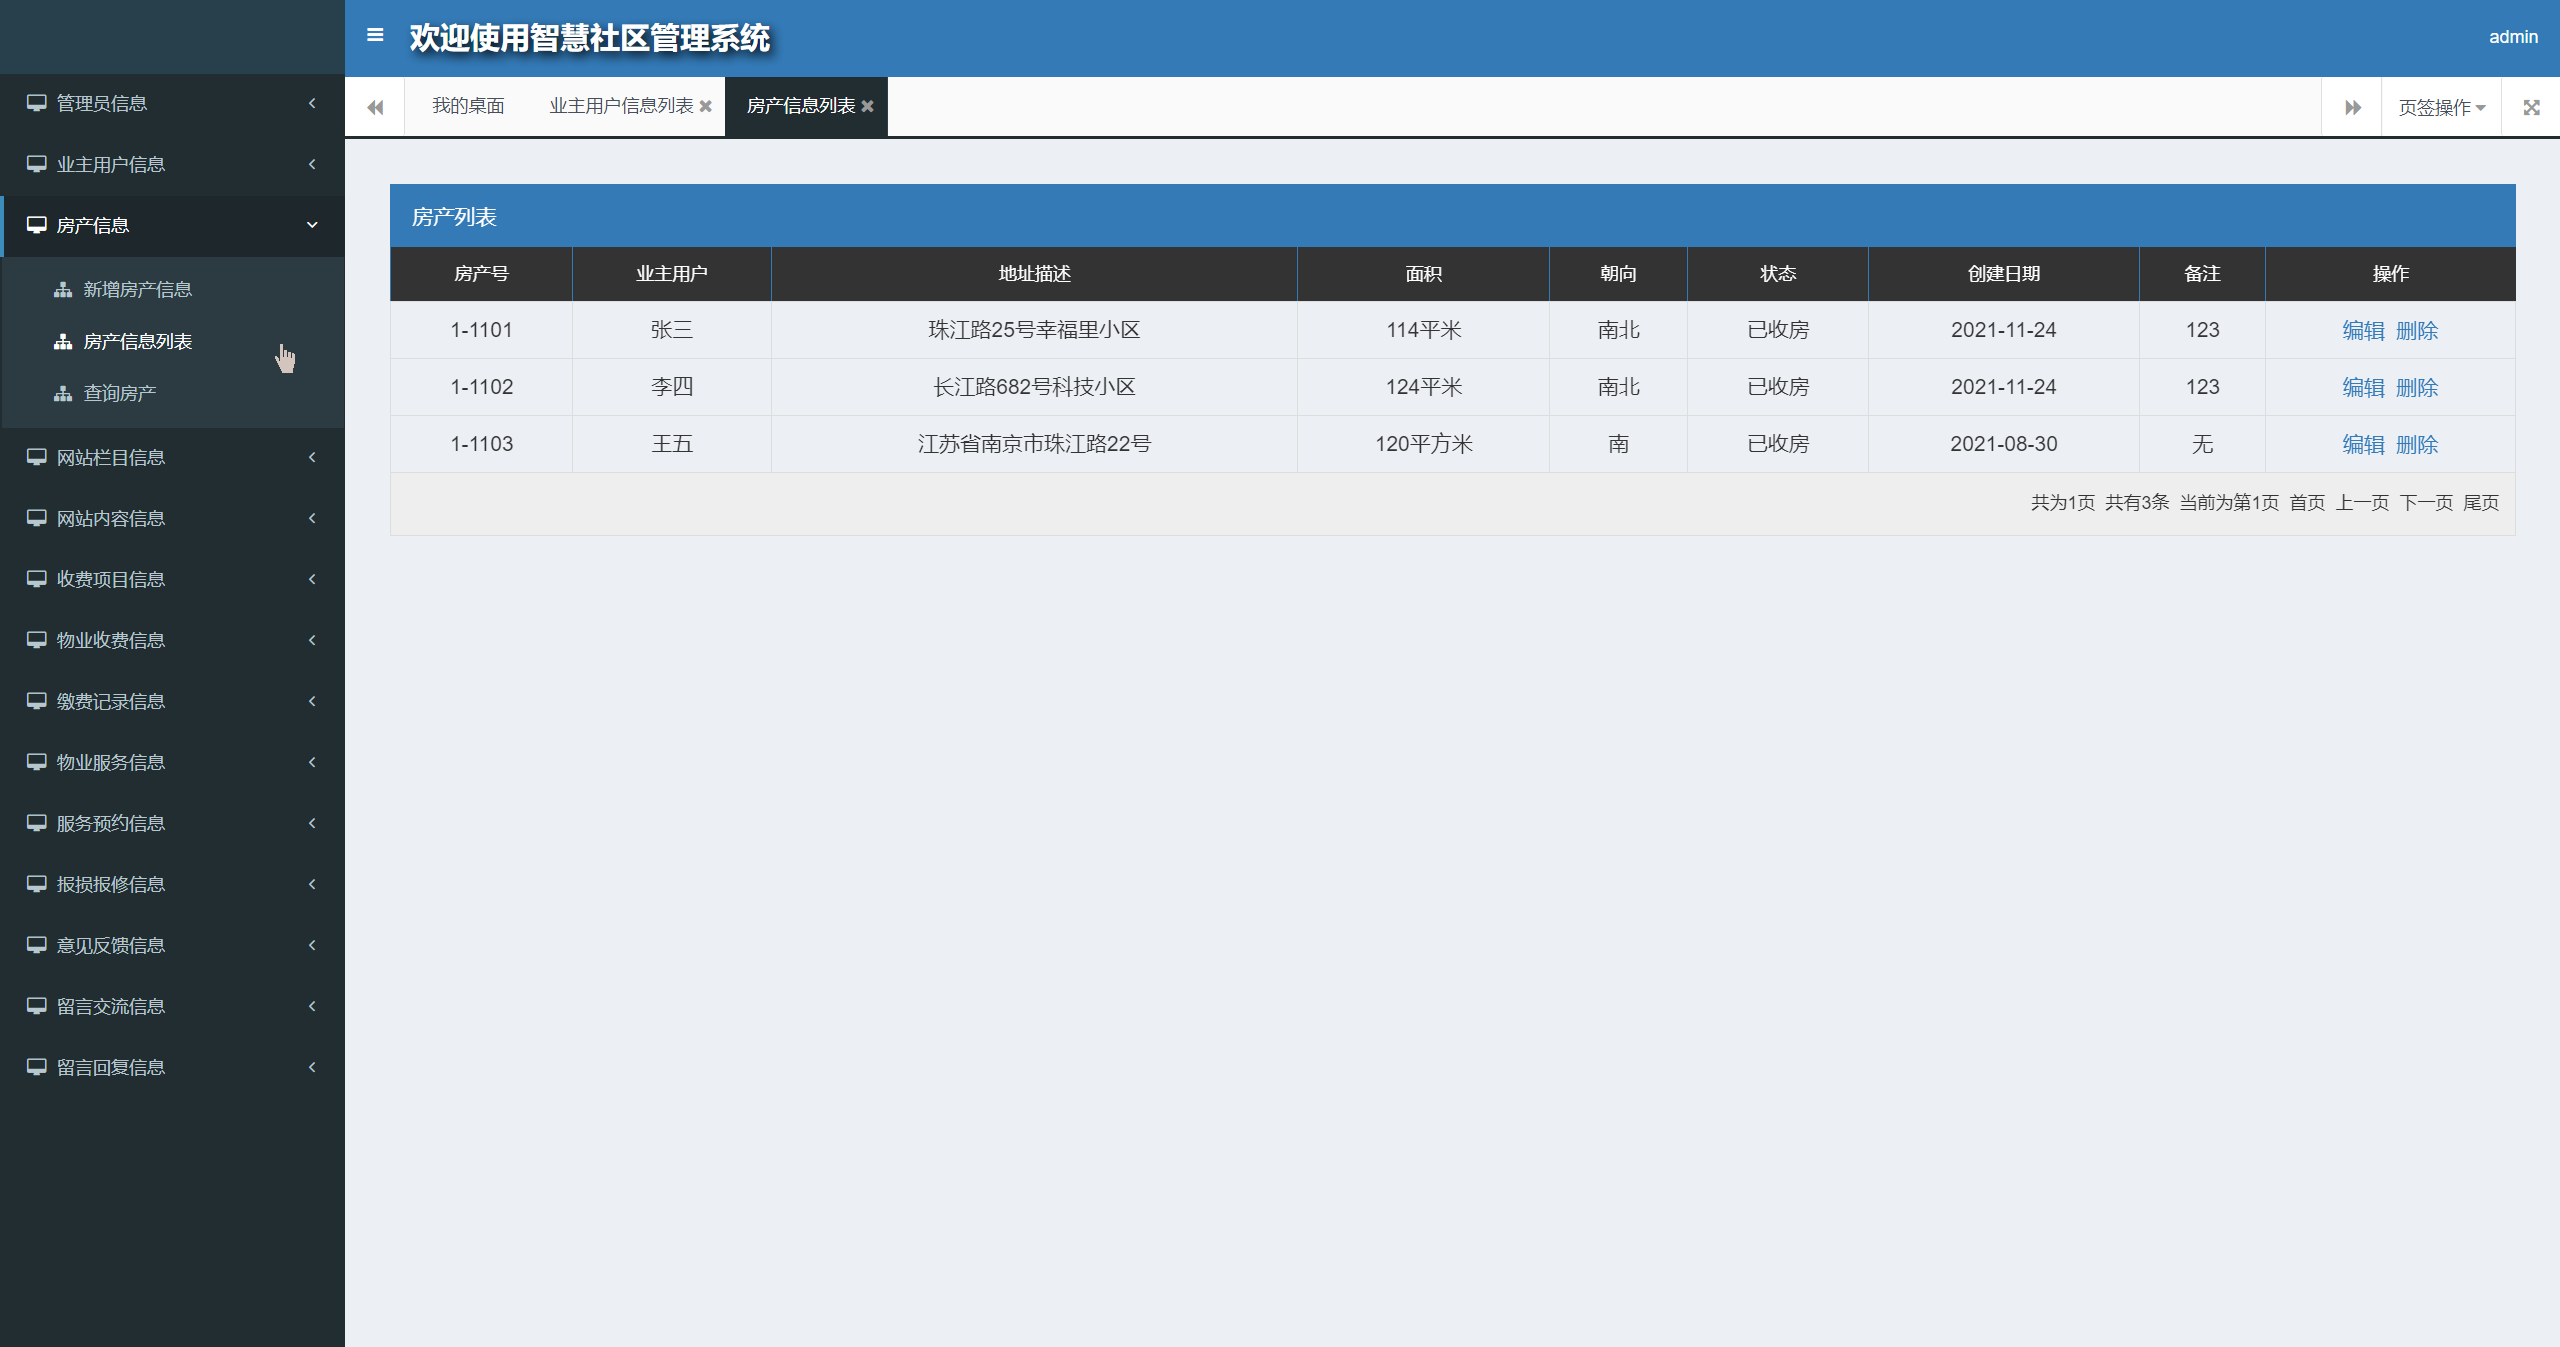 欢迎使用智慧社区管理系统
admin
管理员信息
业主用户信息
房产信息
新增房产信息
房产信息列表
查询房产
网站栏目信息
网站内容信息
收费项目信息
物业收费信息
缴费记录信息
物业服务信息
服务预约信息
报损报修信息
意见反馈信息
留言交流信息
留言回复信息
我的桌面 业主用户信息列表 房产信息列表 页签操作
房产列表
房产号 业主用户 地址描述 面积 朝向 状态 创建日期 备注 操作
1-1101 张三 珠江路25号幸福里小区 114平米 南北 已收房 2021-11-24 123 编辑 删除
1-1102 李四 长江路682号科技小区 124平米 南北 已收房 2021-11-24 123 编辑 删除
1-1103 王五 江苏省南京市珠江路22号 120平方米 南 已收房 2021-08-30 无 编辑 删除
共为1页 共有3条 当前为第1页 首页 上一页 下一页 尾页